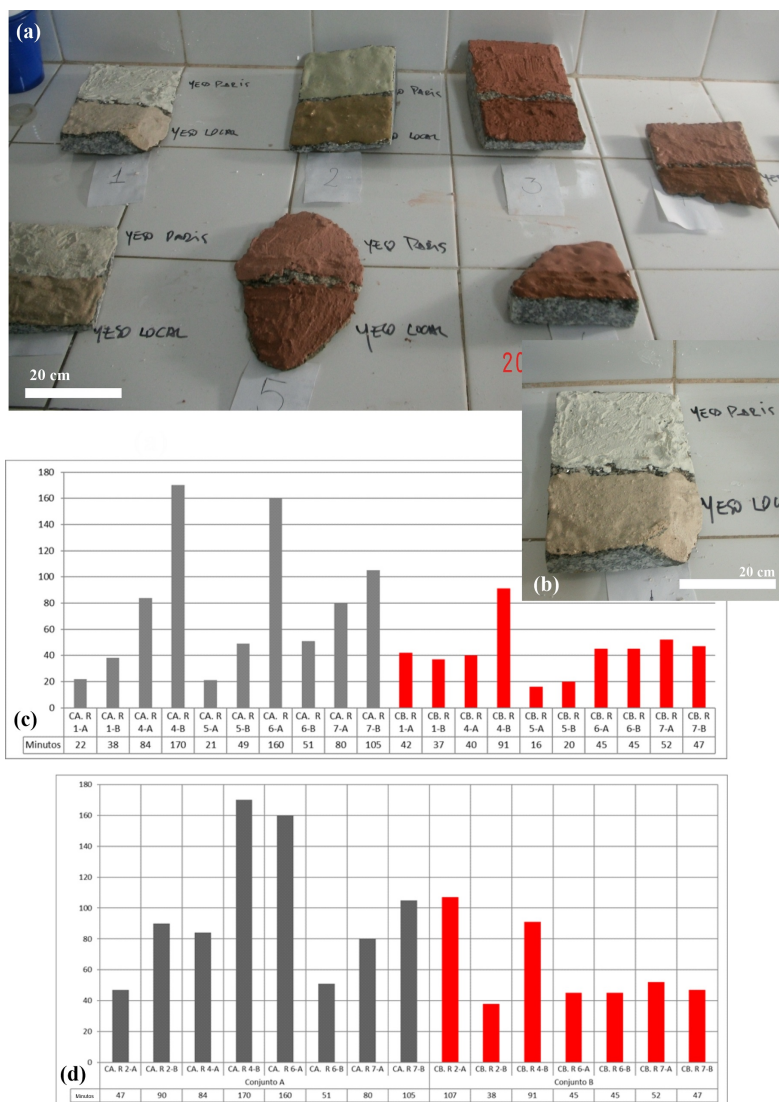 (a)
YESO PARIS
YESO LOCAL
1
PARIS
LOCAL
2
3
YESO PARIS
YESO LOCAL
YESO PARIS
YESO LOCAL
5
20 cm
20
YESO PARIS
YESO LOCAL
(b)
20 cm
180
160
140
120
100
80
60
40
20
0
CA. R 1-A CA. R 1-B CA. R 4-A CA. R 4-B CA. R 5-A CA. R 5-B CA. R 6-A CA. R 6-B CA. R 7-A CA. R 7-B CB. R 1-A CB. R 1-B CB. R 4-A CB. R 4-B CB. R 5-A CB. R 5-B CB. R 6-A CB. R 6-B CB. R 7-A CB. R 7-B
Minutos 22 38 84 170 21 49 160 51 80 105 42 37 40 91 16 20 45 45 52 47
(c)
180
160
140
120
100
80
60
40
20
0
CA. R 2-A CA. R 2-B CA. R 4-A CA. R 4-B CA. R 6-A CA. R 6-B CA. R 7-A CA. R 7-B CB. R 2-A CB. R 2-B CB. R 4-B CB. R 6-A CB. R 6-B CB. R 7-A CB. R 7-B
Conjunto A Conjunto B
Minutos 47 90 84 170 160 51 80 105 107 38 91 45 45 52 47
(d)